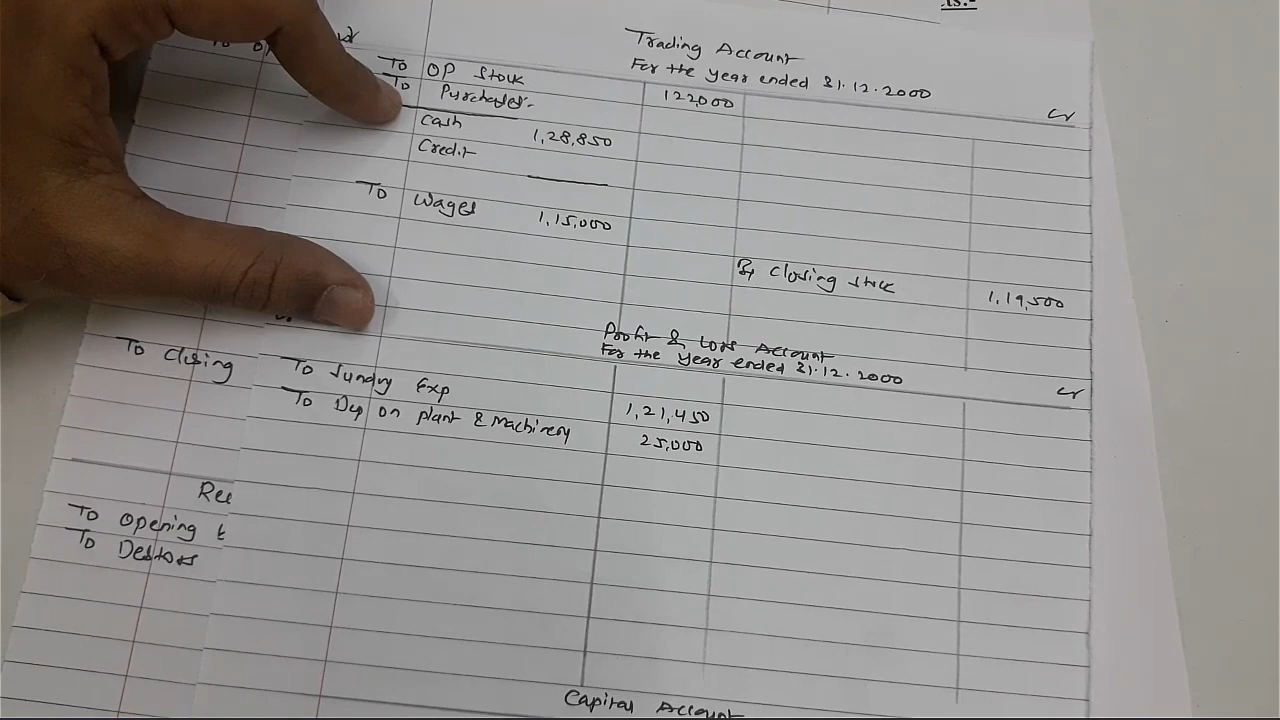 ts:-
Trading Account
For the year ended 31.12.2000
Cr
To OP Stock 122000
To Purchases-
Cash 1,28,850
Credit
To Wages 1,15,000
By Closing Stock 1,19,500
Profit & Loss Account
For the year ended 31.12.2000
Cr
To Sundry Exp 1,21,450
To Dep on plant & Machinery 25,000
To Closing
Rec
To Opening
To Debtors
Capital Account